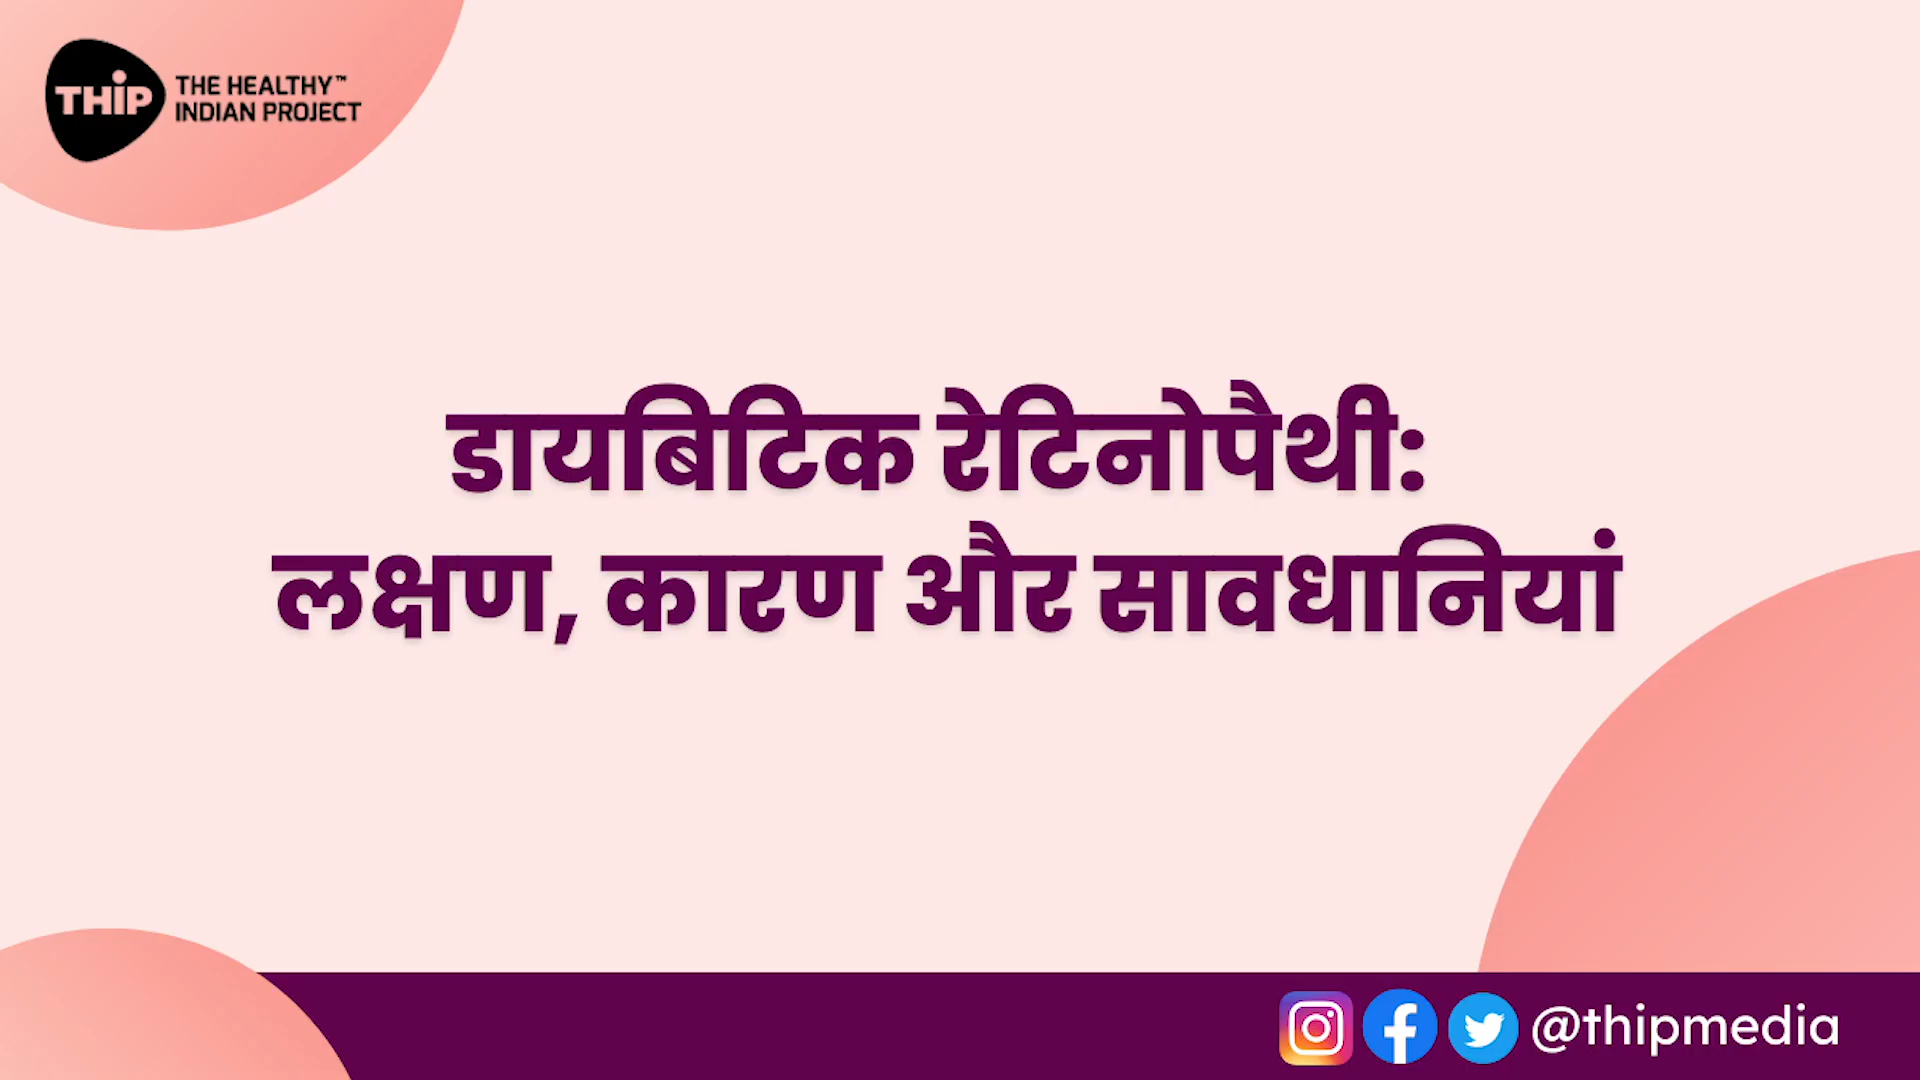 THiP THE HEALTHY™
INDIAN PROJECT
डायबिटिक रेटिनोपैथी:
लक्षण, कारण और सावधानियां
@thipmedia